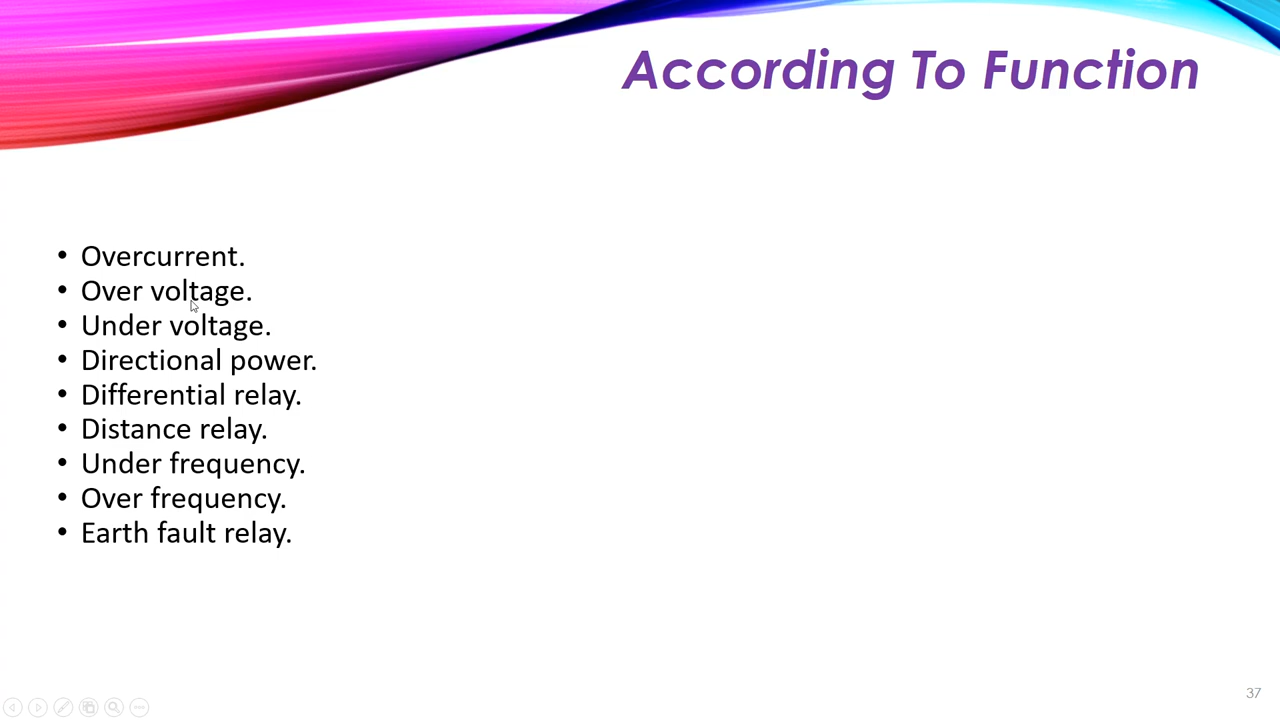 According To Function
• Overcurrent.
• Over voltage.
• Under voltage.
• Directional power.
• Differential relay.
• Distance relay.
• Under frequency.
• Over frequency.
• Earth fault relay.
37